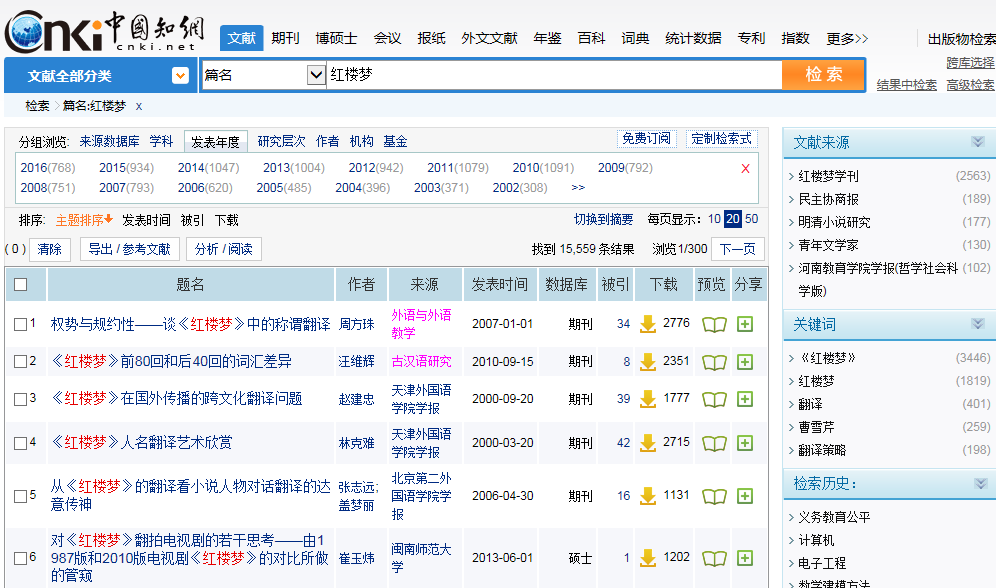 Cnki 中國知網
cnki.net
文献 期刊 博硕士 会议 报纸 外文文献 年鉴 百科 词典 统计数据 专利 指数 更多>> 出版物检索
文献全部分类 篇名 红楼梦 检 索 跨库选择
结果中检索 高级检索
检索 > 篇名:红楼梦 x
分组浏览: 来源数据库 学科 发表年度 研究层次 作者 机构 基金 免费订阅 定制检索式
2016(768) 2015(934) 2014(1047) 2013(1004) 2012(942) 2011(1079) 2010(1091) 2009(792) X
2008(751) 2007(793) 2006(620) 2005(485) 2004(396) 2003(371) 2002(308) >>
排序: 主题排序 发表时间 被引 下载 切换到摘要 每页显示: 10 20 50
( 0 ) 清除 导出 / 参考文献 分析 / 阅读 找到 15,559 条结果 浏览1/300 下一页
题名 作者 来源 发表时间 数据库 被引 下载 预览 分享
1 权势与规约性——谈《红楼梦》中的称谓翻译 周方珠 外语与外语
教学 2007-01-01 期刊 34 2776
2 《红楼梦》前80回和后40回的词汇差异 汪维辉 古汉语研究 2010-09-15 期刊 8 2351
3 《红楼梦》在国外传播的跨文化翻译问题 赵建忠 天津外国语
学院学报 2000-09-20 期刊 39 1777
4 《红楼梦》人名翻译艺术欣赏 林克难 天津外国语
学院学报 2000-03-20 期刊 42 2715
5 从《红楼梦》的翻译看小说人物对话翻译的达
意传神 张志远;
盖梦丽 北京第二外
国语学院学
报 2006-04-30 期刊 16 1131
6 对《红楼梦》翻拍电视剧的若干思考——由1
987版和2010版电视剧《红楼梦》的对比所做
的管窥 崔玉炜 闽南师范大
学 2013-06-01 硕士 1 1202
文献来源
> 红楼梦学刊 (2563)
> 民主协商报 (189)
> 明清小说研究 (177)
> 青年文学家 (130)
> 河南教育学院学报(哲学社会科 (102)
学版)
关键词
> 《红楼梦》 (3446)
> 红楼梦 (1819)
> 翻译 (401)
> 曹雪芹 (259)
> 翻译策略 (198)
检索历史：
> 义务教育公平
> 计算机
> 电子工程
> 数学建模方法